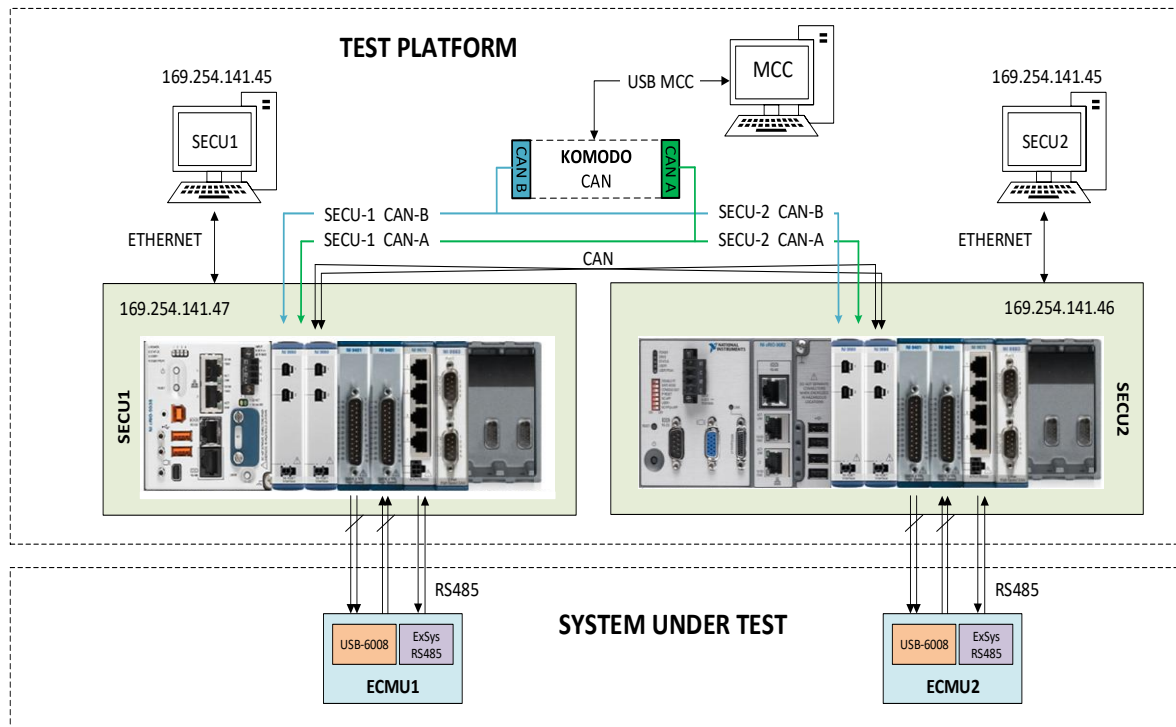 TEST PLATFORM
169.254.141.45
SECU1
USB MCC
MCC
169.254.141.45
SECU2
CAN B
KOMODO
CAN
CAN A
SECU-1 CAN-B
SECU-2 CAN-B
ETHERNET
SECU-1 CAN-A
SECU-2 CAN-A
ETHERNET
CAN
169.254.141.47
169.254.141.46
NATIONAL
INSTRUMENTS
SECU1
SECU2
RS485
RS485
SYSTEM UNDER TEST
USB-6008
ExSys
RS485
ECMU1
USB-6008
ExSys
RS485
ECMU2